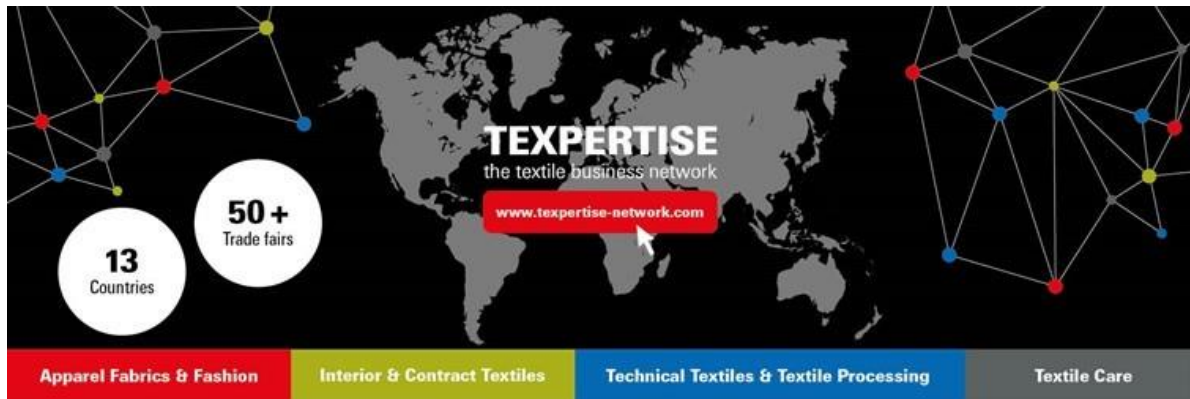 TEXPERTISE
the textile business network
www.texpertise-network.com
50 +
Trade fairs
13
Countries
Apparel Fabrics & Fashion
Interior & Contract Textiles
Technical Textiles & Textile Processing
Textile Care